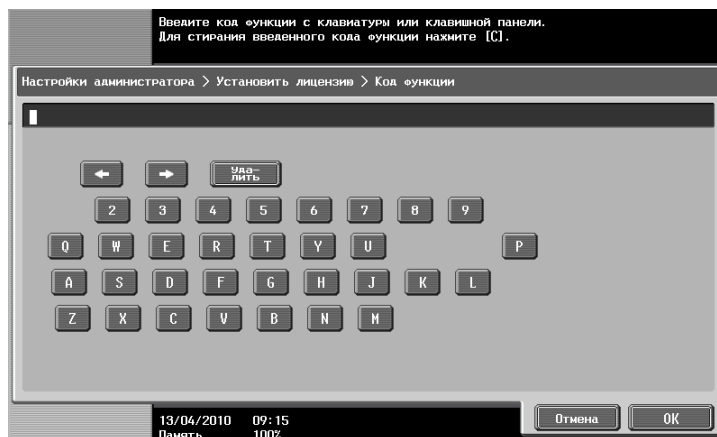 Введите код функции с клавиатуры или клавишной панели.
Для стирания введенного кода функции нажмите [C].
Настройки администратора > Установить лицензию > Код функции
← → Уда-
лить
2 3 4 5 6 7 8 9
Q W E R T Y U P
A S D F G H J K L
Z X C V B N M
Отмена OK
13/04/2010 09:15
Память 100%